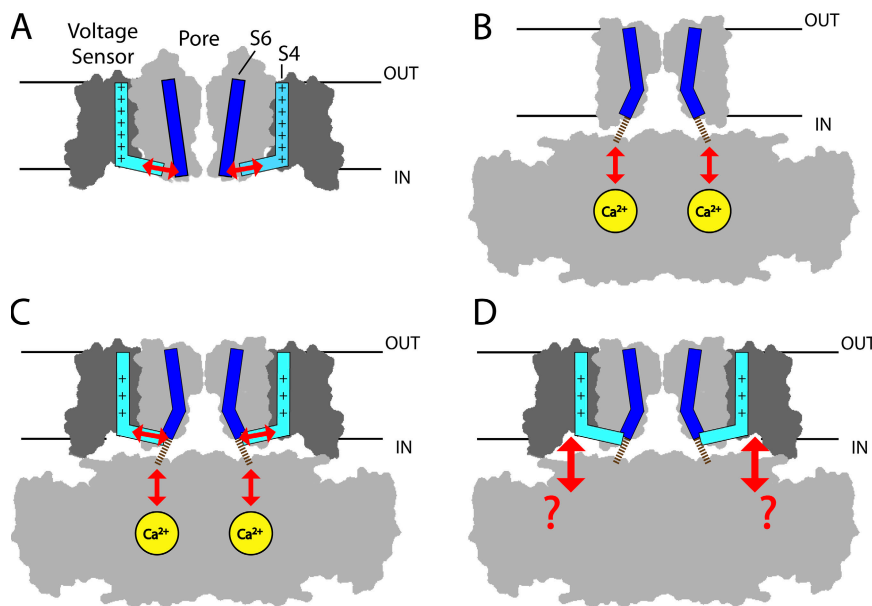 A
Voltage
Sensor
Pore
S6
S4
OUT
IN
+
+
+
+
+
+
+
+
+
+
+
+
+
+
B
OUT
IN
Ca²⁺
Ca²⁺
C
OUT
IN
+
+
+
+
+
+
Ca²⁺
Ca²⁺
D
OUT
IN
+
+
+
+
+
+
?
?